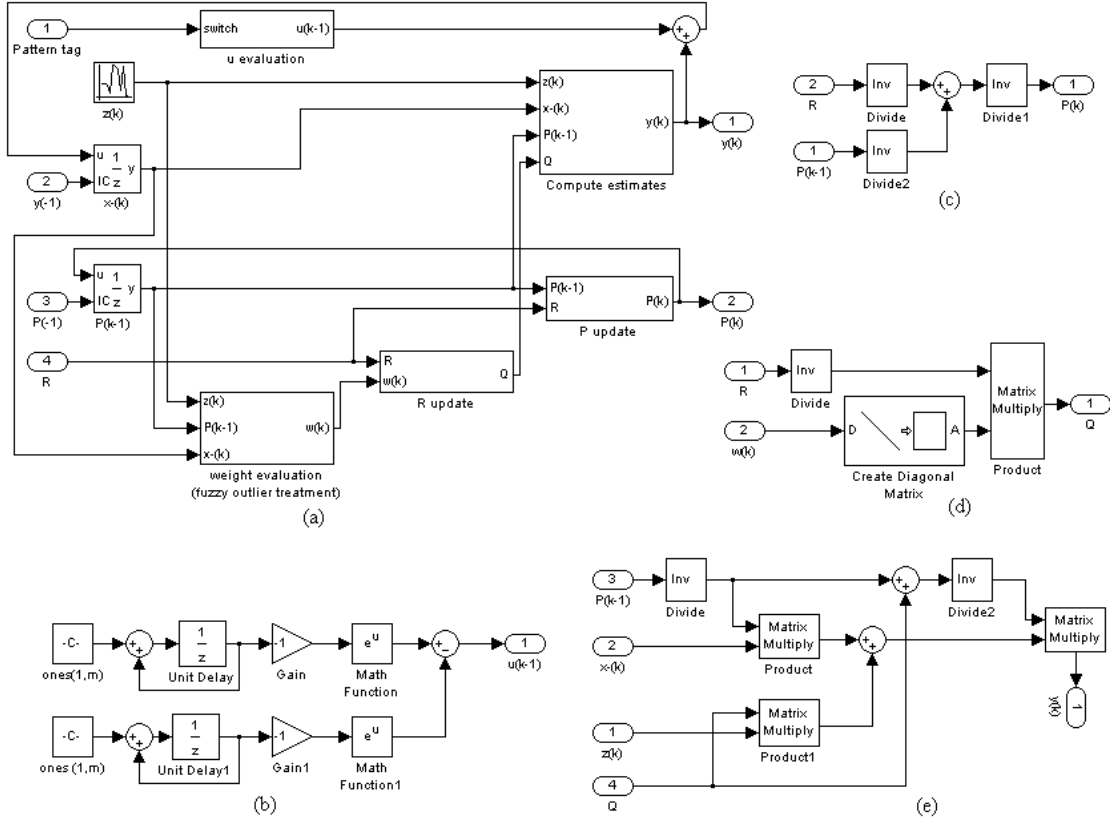 1
Pattern tag
switch
u(k-1)
u evaluation
+
+
z(k)
z(k)
x-(k)
P(k-1)
Q
y(k)
Compute estimates
1
y(k)
u
IC
1
z
y
x-(k)
2
y(-1)
u
IC
1
z
y
P(k-1)
3
P(-1)
P(k-1)
R
P(k)
P update
2
P(k)
4
R
R
w(k)
Q
R update
z(k)
P(k-1)
x-(k)
w(k)
weight evaluation
(fuzzy outlier treatment)
(a)
2
R
Inv
Divide
+
+
Inv
Divide1
1
P(k)
1
P(k-1)
Inv
Divide2
(c)
1
R
Inv
Divide
2
w(k)
D
A
Create Diagonal
Matrix
Matrix
Multiply
Product
1
Q
(d)
-C-
ones(1,m)
+
+
1
z
Unit Delay
-1
Gain
e^u
Math
Function
+
−
1
u(k-1)
-C-
ones (1,m)
+
+
1
z
Unit Delay1
-1
Gain1
e^u
Math
Function1
(b)
3
P(k-1)
Inv
Divide
+
+
Inv
Divide2
Matrix
Multiply
1
y(k)
2
x-(k)
Matrix
Multiply
Product
+
+
1
z(k)
Matrix
Multiply
Product1
4
Q
(e)